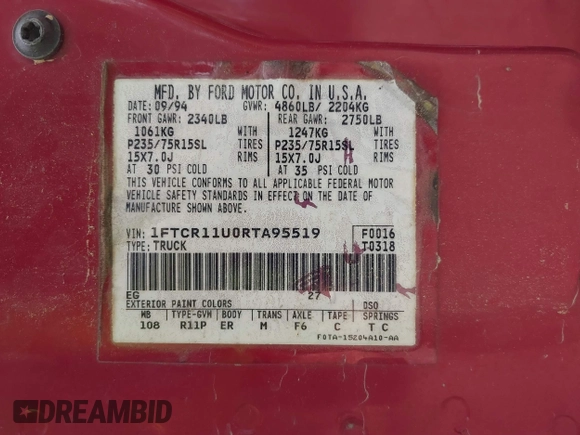 MFD. BY FORD MOTOR CO. IN U.S.A.
DATE: 09/94 GVWR: 4860LB/ 2204KG
FRONT GAWR: 2340LB REAR GAWR: 2750LB
1061KG WITH 1247KG WITH
P235/75R15SL TIRES P235/75R15SL TIRES
15X7.0J RIMS 15X7.0J RIMS
AT 30 PSI COLD AT 35 PSI COLD
THIS VEHICLE CONFORMS TO ALL APPLICABLE FEDERAL MOTOR
VEHICLE SAFETY STANDARDS IN EFFECT ON THE DATE OF
MANUFACTURE SHOWN ABOVE.
VIN: 1FTCR11U0RTA95519 F0016
TYPE: TRUCK T0318
EG 27
EXTERIOR PAINT COLORS DSO
WB TYPE-GVM BODY TRANS AXLE TAPE SPRINGS
108 R11P ER M F6 C T C
F0TA-15204A10-AA
DREAMBID